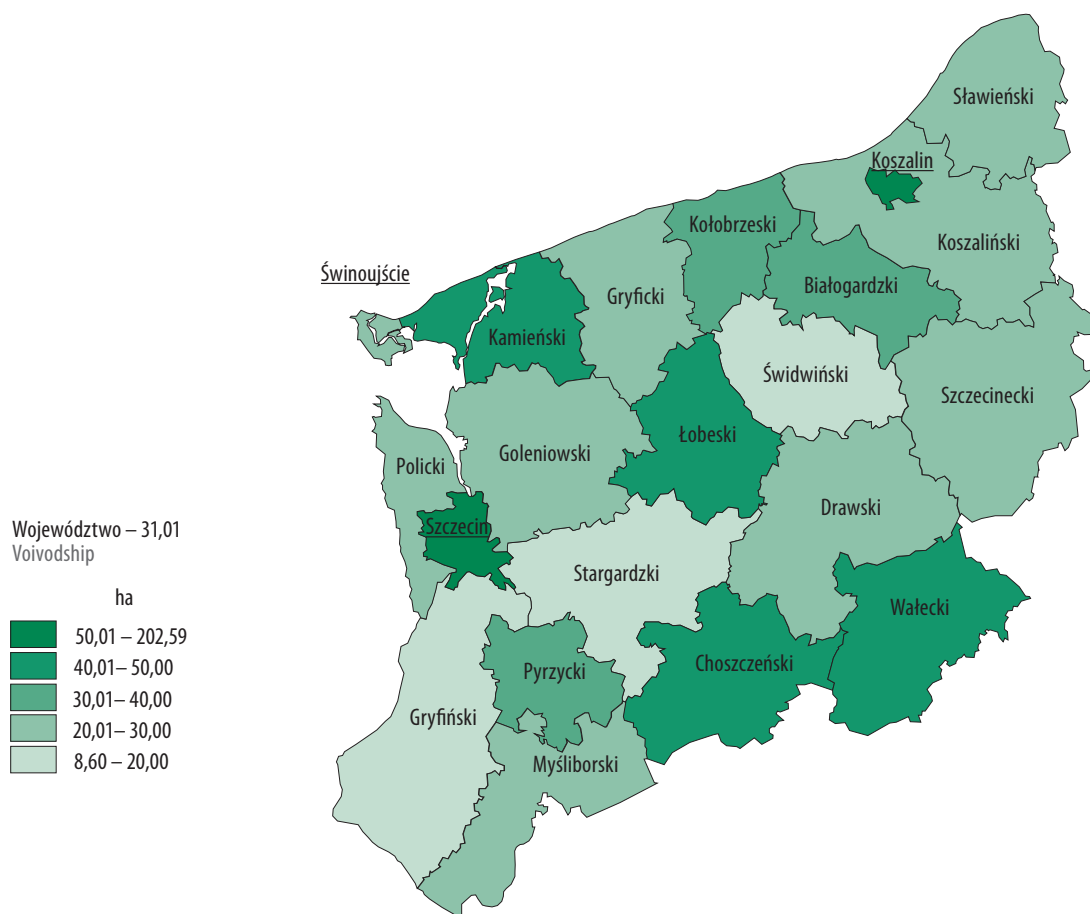 Sławieński
Koszalin
Kołobrzeski
Koszaliński
Świnoujście
Gryficki
Białogardzki
Kamieński
Świdwiński
Szczecinecki
Łobeski
Goleniowski
Policki
Drawski
Szczecin
Województwo – 31,01
Voivodship
Stargardzki
ha
Wałecki
50,01 – 202,59
40,01– 50,00
Choszczeński
Pyrzycki
30,01– 40,00
Gryfiński
20,01– 30,00
8,60 – 20,00
Myśliborski